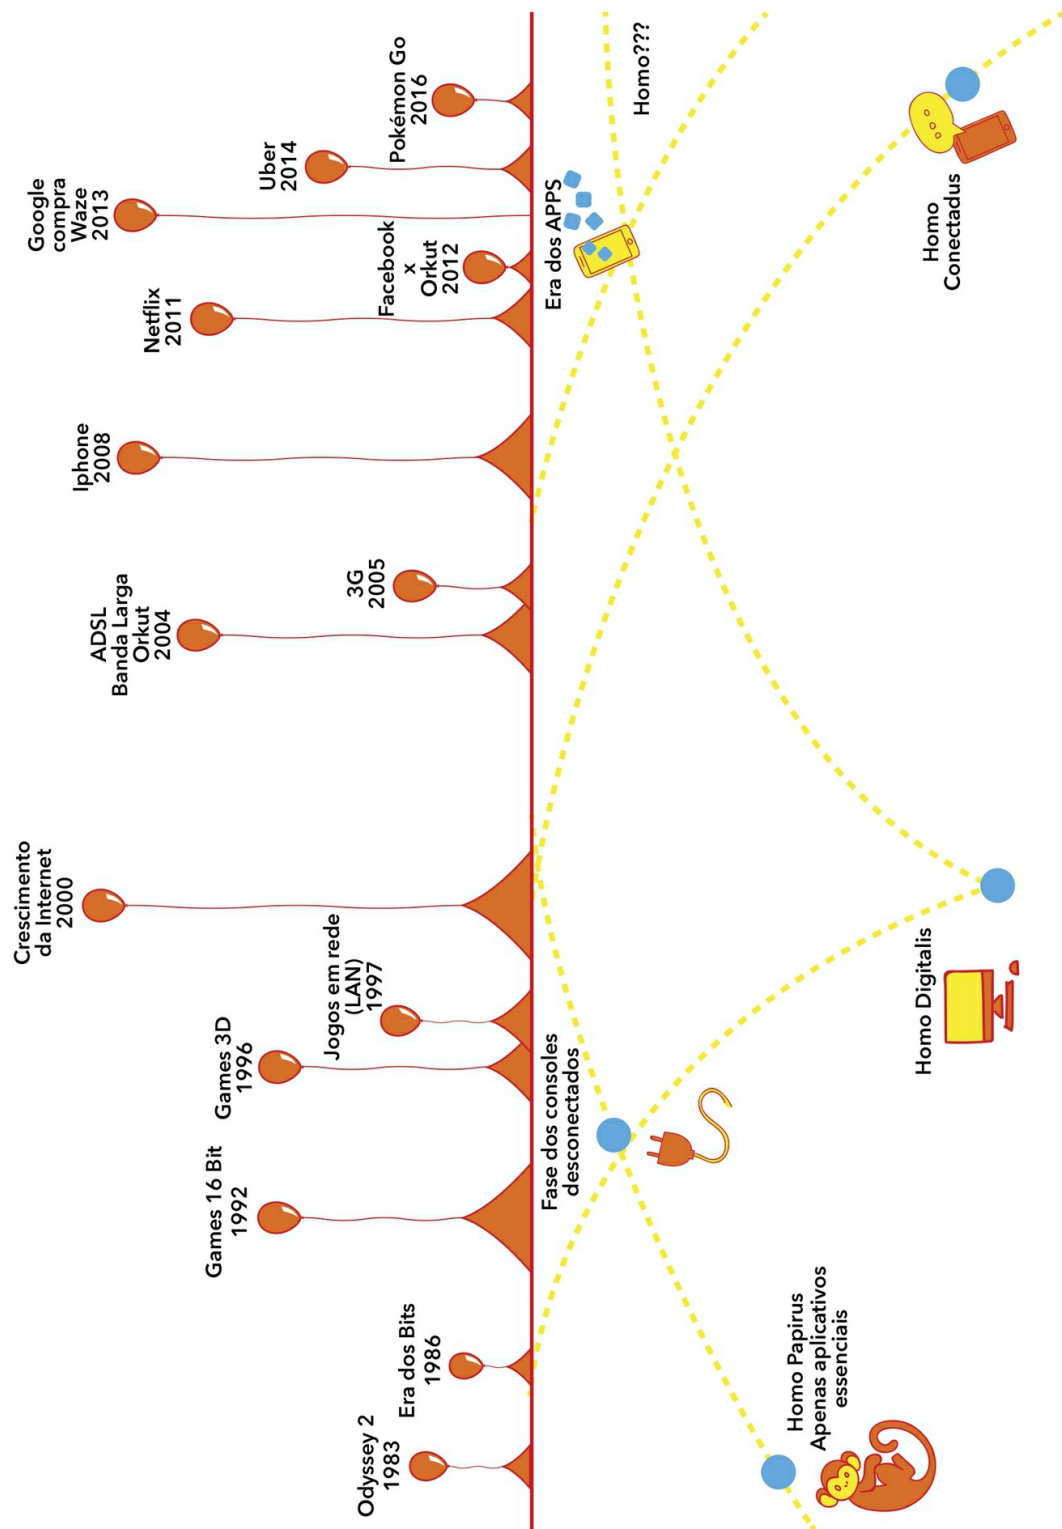 Odyssey 2
1983
Era dos Bits
1986
Games 16 Bit
1992
Games 3D
1996
Jogos em rede
(LAN)
1997
Crescimento
da Internet
2000
ADSL
Banda Larga
Orkut
2004
3G
2005
Iphone
2008
Netflix
2011
Facebook
x
Orkut
2012
Google
compra
Waze
2013
Uber
2014
Pokémon Go
2016
Fase dos consoles
desconectados
Era dos APPS
Homo Papirus
Apenas aplicativos
essenciais
Homo Digitalis
Homo
Conectadus
Homo???